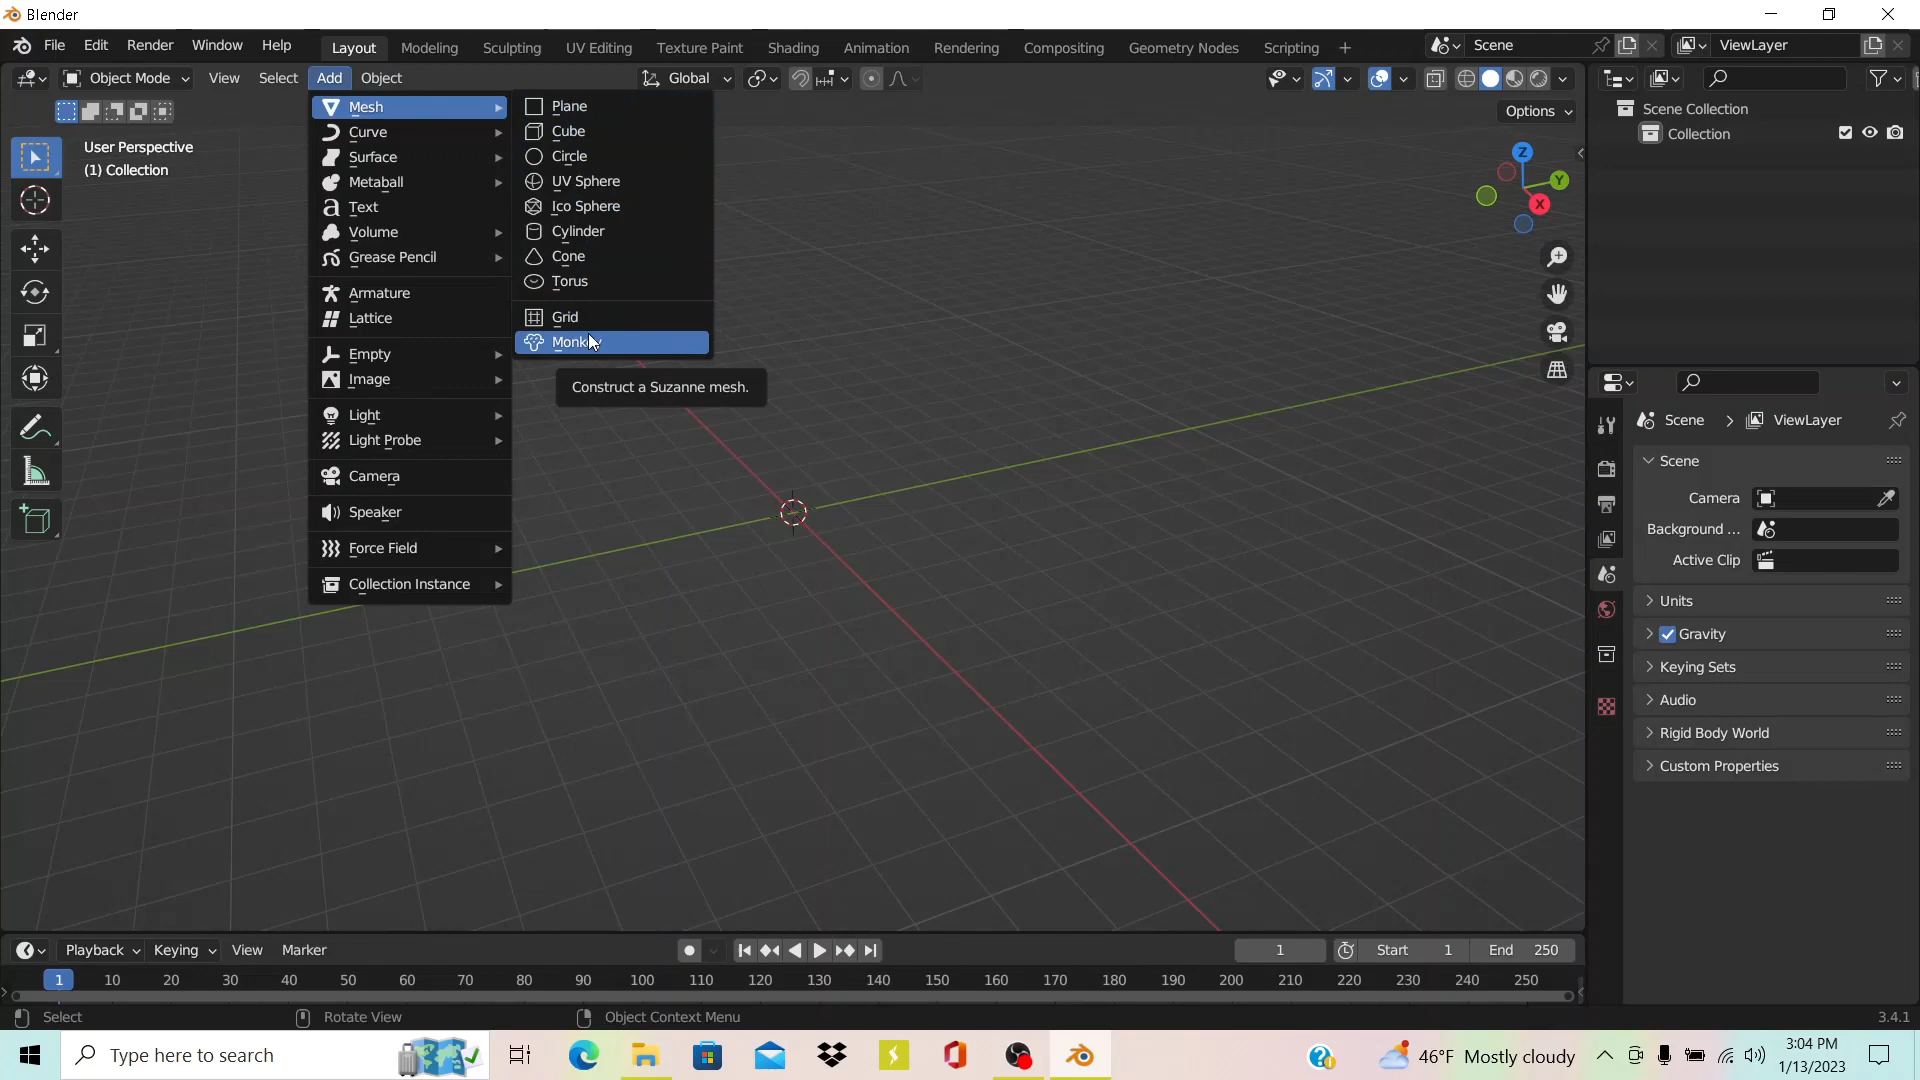 Blender
File Edit Render Window Help Layout Modeling Sculpting UV Editing Texture Paint Shading Animation Rendering Compositing Geometry Nodes Scripting + Scene ViewLayer
Object Mode View Select Add Object Global
Options
User Perspective
(1) Collection
Mesh
Curve
Surface
Metaball
Text
Volume
Grease Pencil
Armature
Lattice
Empty
Image
Light
Light Probe
Camera
Speaker
Force Field
Collection Instance
Plane
Cube
Circle
UV Sphere
Ico Sphere
Cylinder
Cone
Torus
Grid
Monkey
Construct a Suzanne mesh.
Z
Y
X
Scene Collection
Collection
Scene > ViewLayer
Scene
Camera
Background ...
Active Clip
Units
Gravity
Keying Sets
Audio
Rigid Body World
Custom Properties
Playback Keying View Marker 1 Start 1 End 250
1 10 20 30 40 50 60 70 80 90 100 110 120 130 140 150 160 170 180 190 200 210 220 230 240 250
Select Rotate View Object Context Menu 3.4.1
Type here to search 46°F Mostly cloudy 3:04 PM
1/13/2023